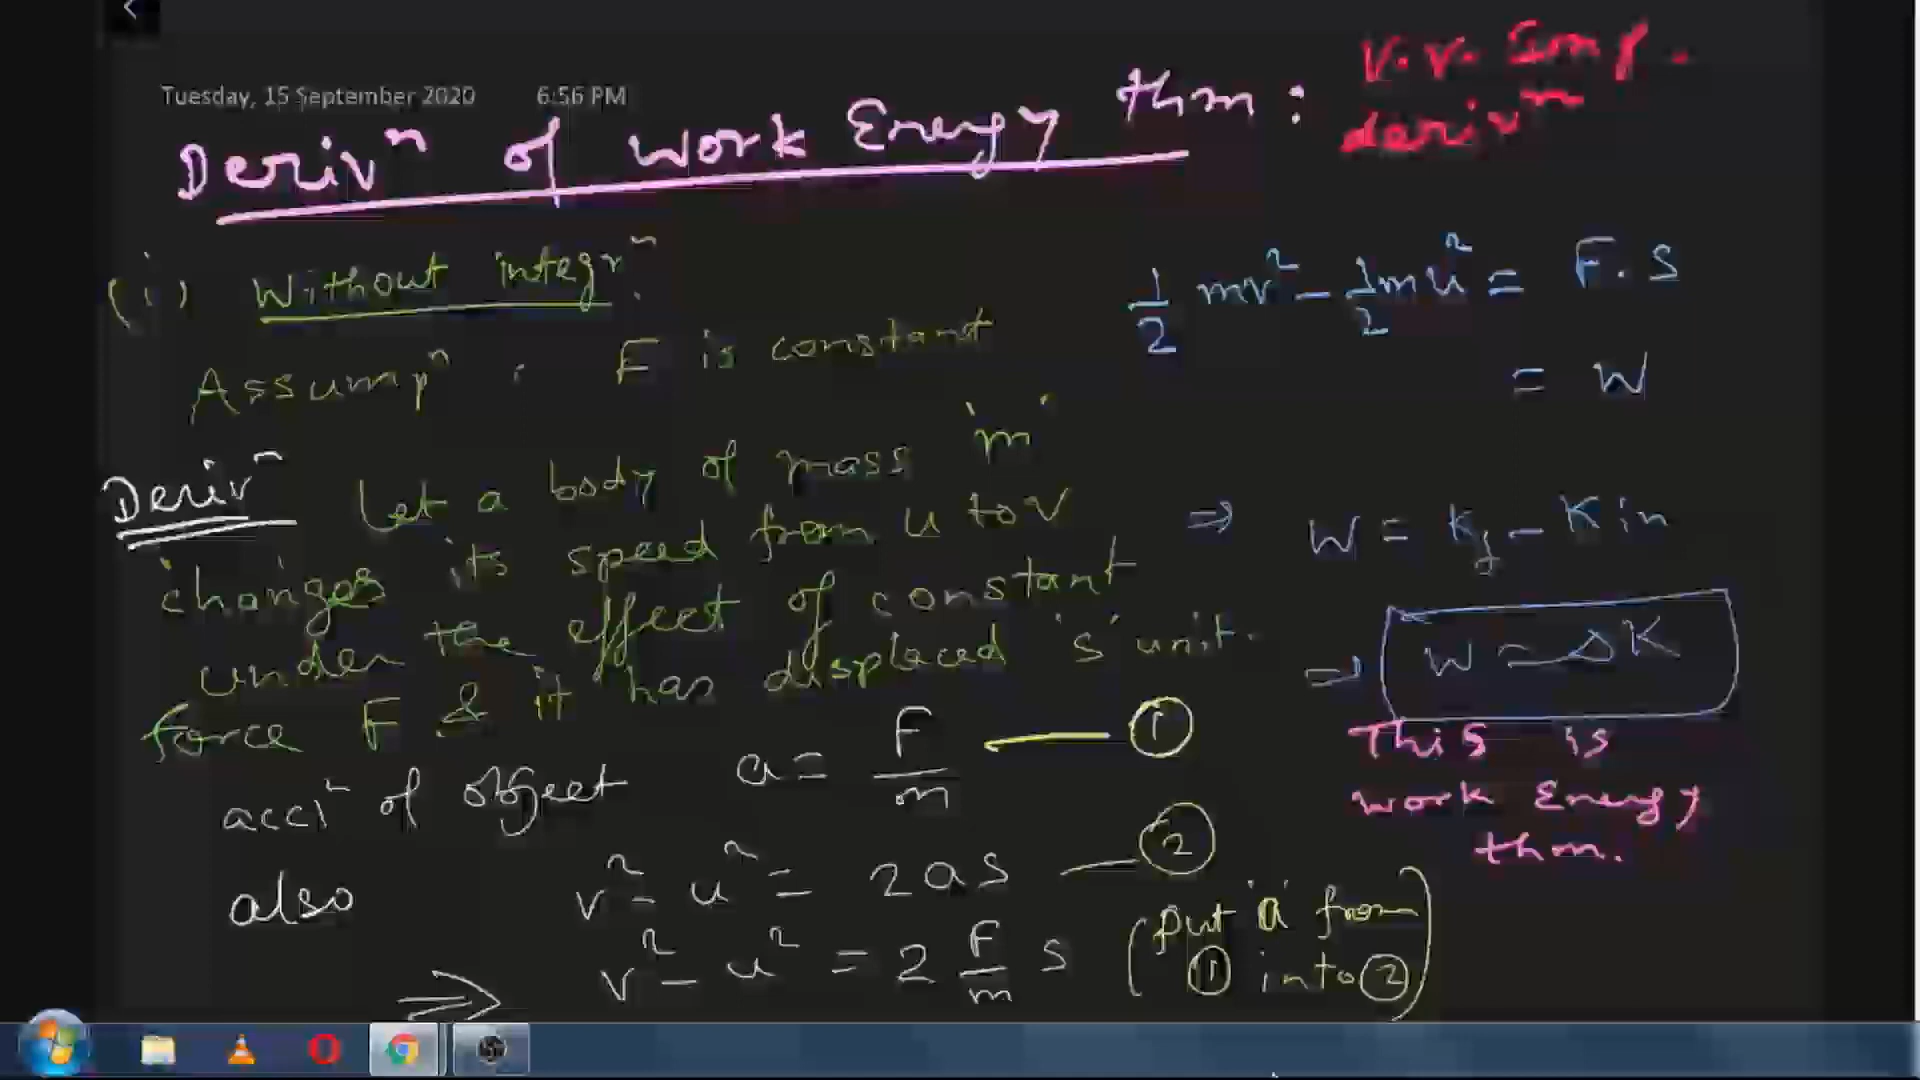 Tuesday, 15 September 2020 6:56 PM
Derivⁿ of Work Energy thm :
V.V. Imp.
derivⁿ
(i) Without integrⁿ.
Assumpⁿ : F is constant
Derivⁿ Let a body of mass 'm'
changes its speed from u to v
under the effect of constant
force F & it has displaced 's' unit.
acclⁿ of object a = F/m — ①
also v² - u² = 2as — ②
⇒ v² - u² = 2 F/m s (Put 'a' from ① into ②)
1/2 mv² - 1/2 mu² = F.S
= W
⇒ W = Kf - Kin
⇒ W = ΔK
This is
Work Energy
thm.